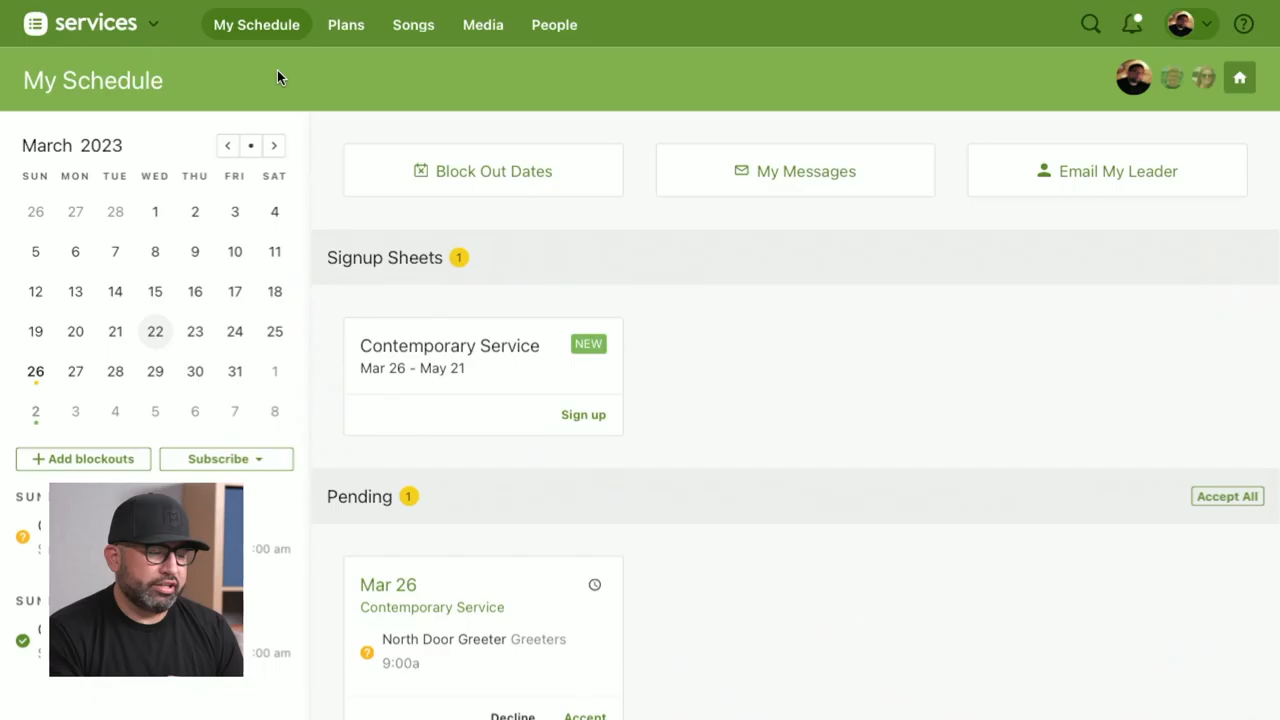 services
My Schedule
Plans
Songs
Media
People
My Schedule
March 2023
SUN MON TUE WED THU FRI SAT
26 27 28 1 2 3 4
5 6 7 8 9 10 11
12 13 14 15 16 17 18
19 20 21 22 23 24 25
26 27 28 29 30 31 1
2 3 4 5 6 7 8
+ Add blockouts
Subscribe
:00 am
:00 am
Block Out Dates
My Messages
Email My Leader
Signup Sheets 1
Contemporary Service NEW
Mar 26 - May 21
Sign up
Pending 1
Accept All
Mar 26
Contemporary Service
North Door Greeter Greeters
9:00a
Decline Accept